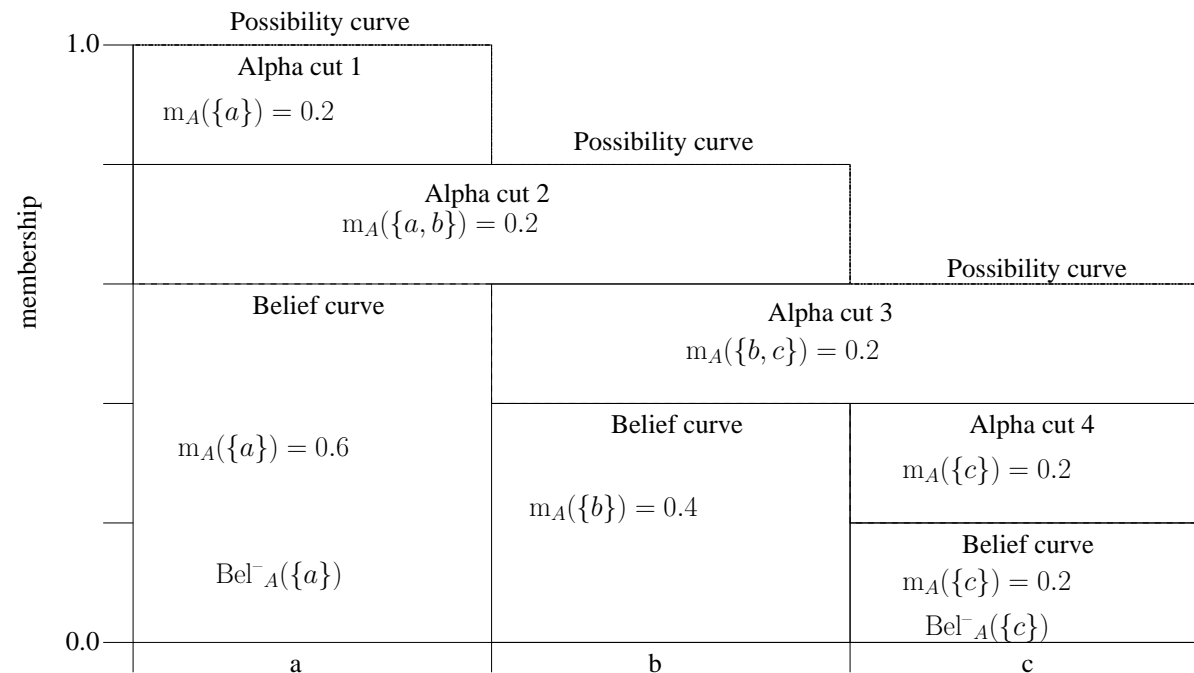 Possibility curve
1.0
Alpha cut 1
m_A({a}) = 0.2
Possibility curve
Alpha cut 2
m_A({a, b}) = 0.2
membership
Possibility curve
Belief curve
Alpha cut 3
m_A({b, c}) = 0.2
Belief curve
Alpha cut 4
m_A({a}) = 0.6
m_A({c}) = 0.2
m_A({b}) = 0.4
Belief curve
Bel⁻_A({a})
m_A({c}) = 0.2
Bel⁻_A({c})
0.0
a b c